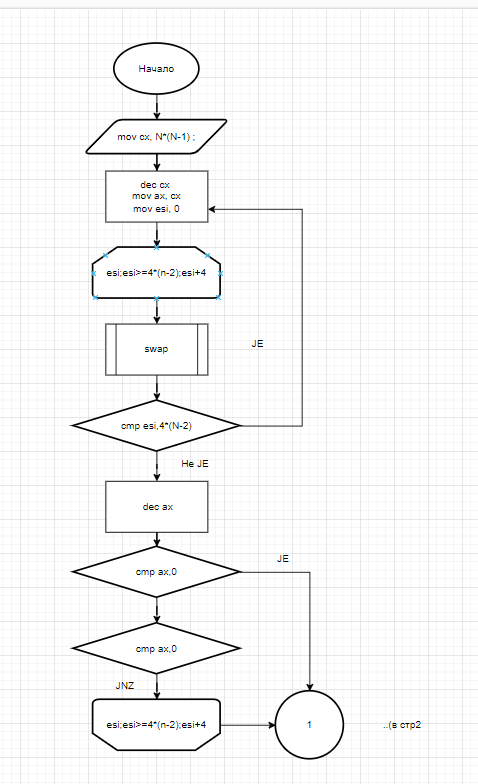 Начало
mov cx, N*(N-1) ;
dec cx
mov ax, cx
mov esi, 0
esi;esi>=4*(n-2);esi+4
swap
JE
cmp esi,4*(N-2)
Не JE
dec ax
JE
cmp ax,0
cmp ax,0
JNZ
esi;esi>=4*(n-2);esi+4
1
..(в стр2